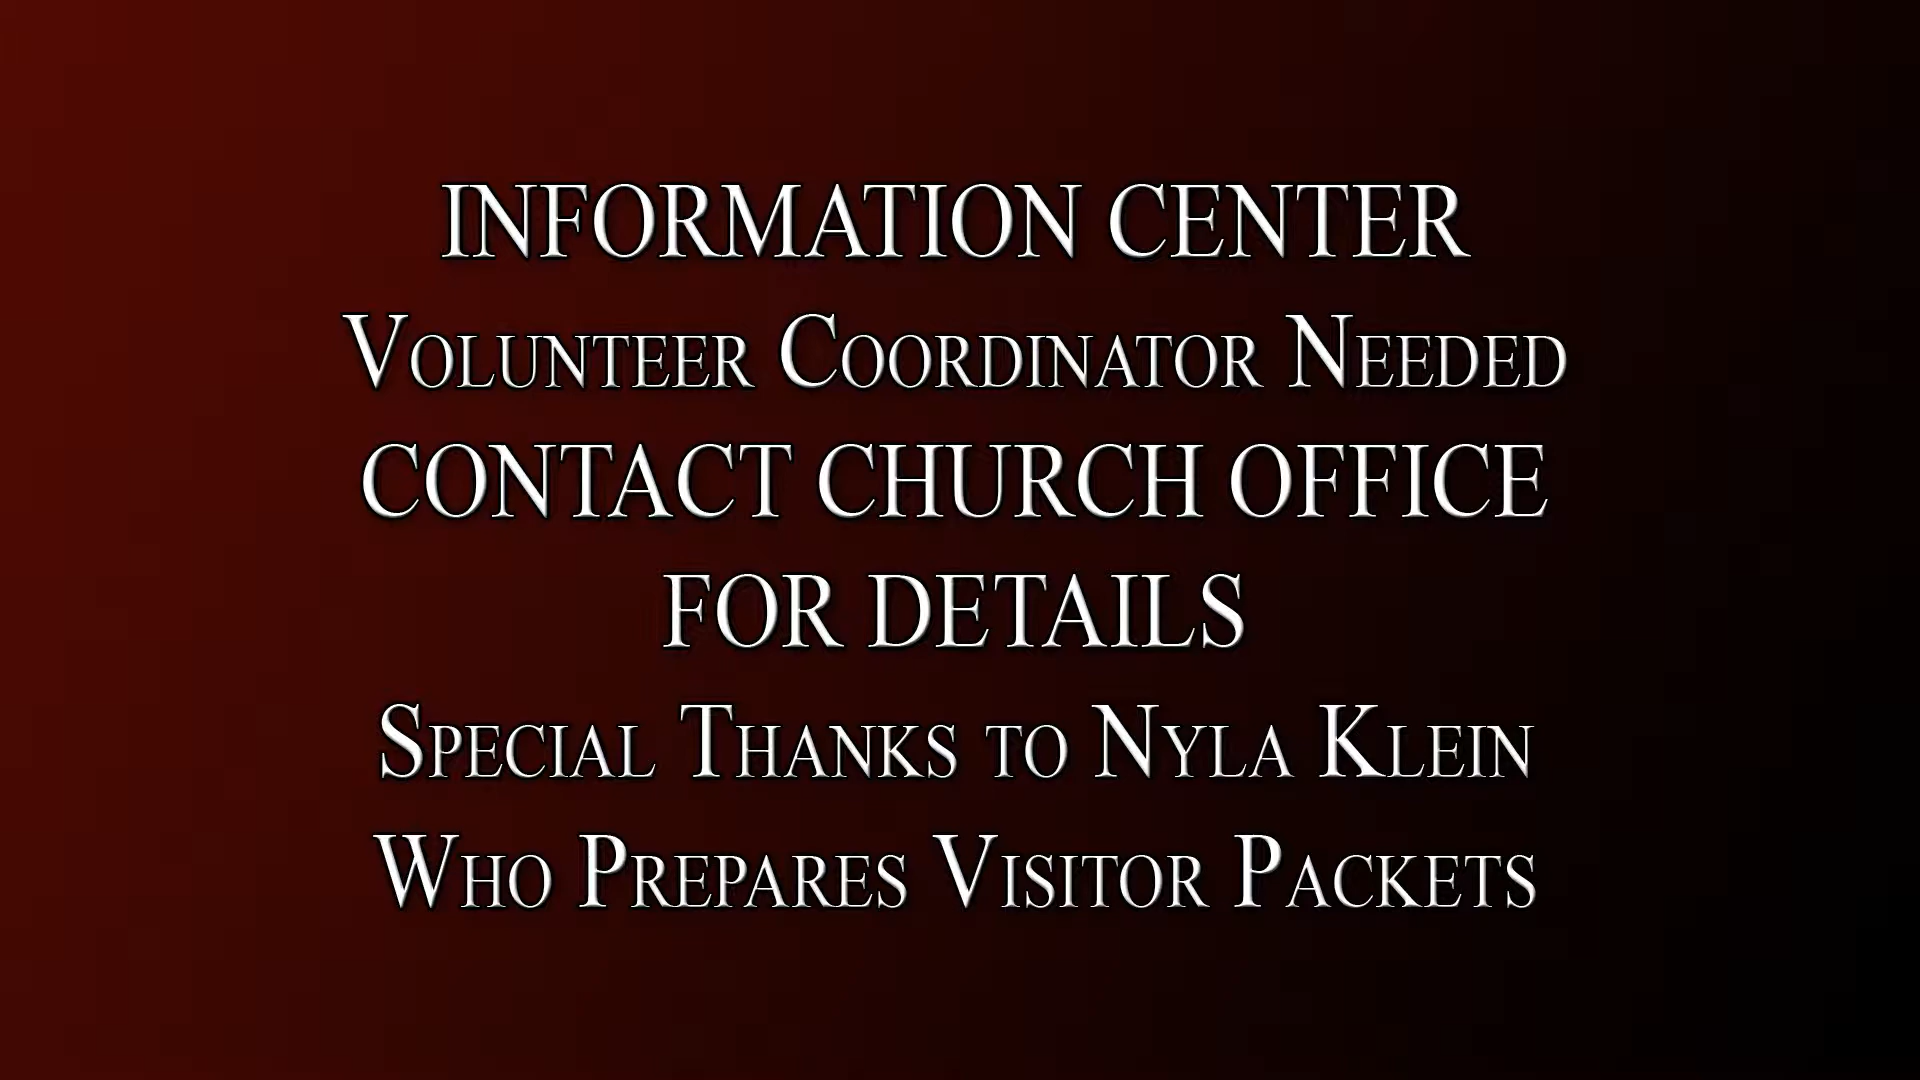 INFORMATION CENTER
Volunteer Coordinator Needed
CONTACT CHURCH OFFICE
FOR DETAILS
Special Thanks to Nyla Klein
Who Prepares Visitor Packets